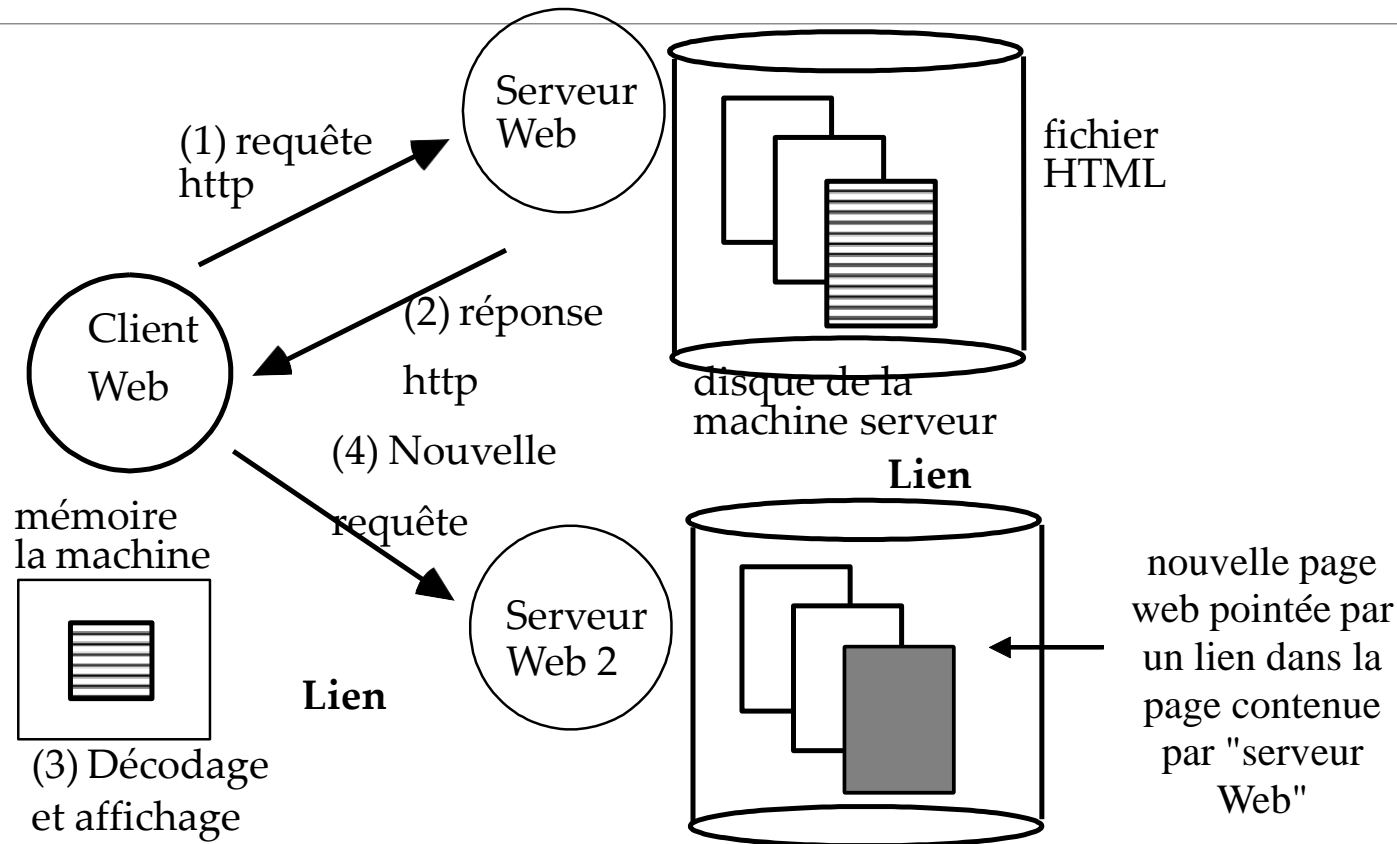 Serveur
Web
(1) requête
http
fichier
HTML
Client
Web
(2) réponse
http
disque de la
machine serveur
(4) Nouvelle
requête
Lien
mémoire
la machine
Serveur
Web 2
nouvelle page
web pointée par
un lien dans la
page contenue
par "serveur
Web"
Lien
(3) Décodage
et affichage